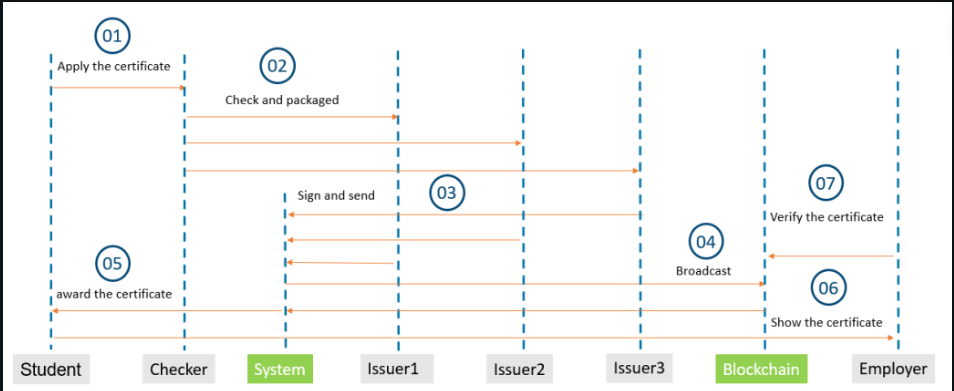 01
Apply the certificate
02
Check and packaged
03
Sign and send
07
Verify the certificate
04
Broadcast
05
award the certificate
06
Show the certificate
Student
Checker
System
Issuer1
Issuer2
Issuer3
Blockchain
Employer